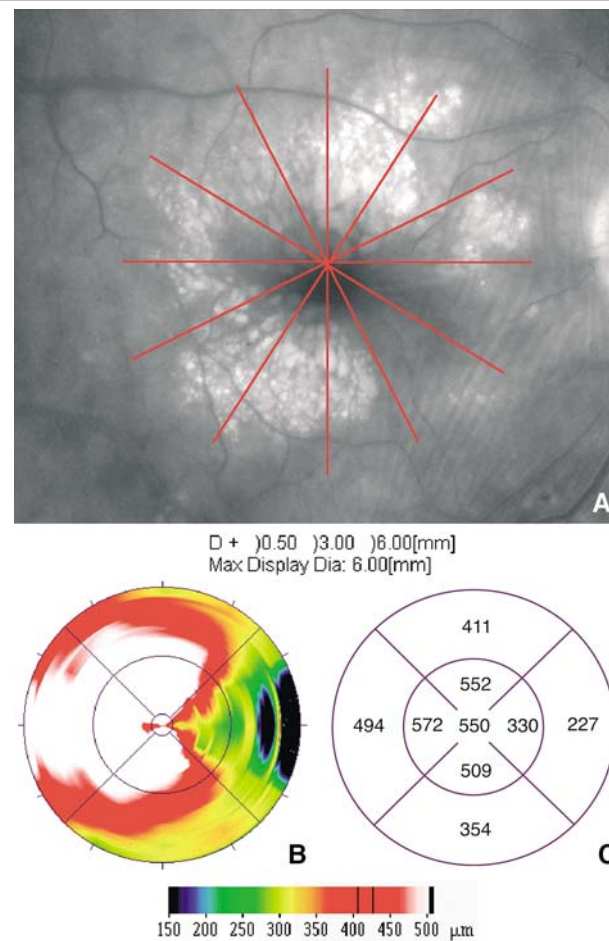 A
D + )0.50 )3.00 )6.00[mm]
Max Display Dia: 6.00[mm]
411
552
494 572 550 330 227
509
354
B
C
150 200 250 300 350 400 450 500 µm